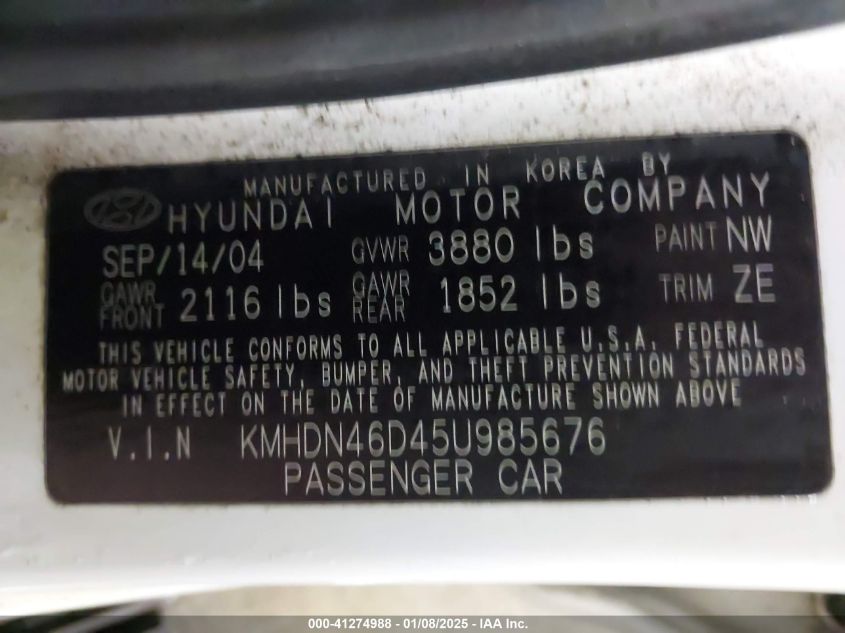 MANUFACTURED IN KOREA BY
HYUNDAI MOTOR COMPANY
SEP/14/04 GVWR 3880 lbs PAINT NW
GAWR FRONT 2116 lbs GAWR REAR 1852 lbs TRIM ZE
THIS VEHICLE CONFORMS TO ALL APPLICABLE U.S.A. FEDERAL
MOTOR VEHICLE SAFETY, BUMPER, AND THEFT PREVENTION STANDARDS
IN EFFECT ON THE DATE OF MANUFACTURE SHOWN ABOVE
V.I.N KMHDN46D45U985676
PASSENGER CAR
000-41274988 - 01/08/2025 - IAA Inc.